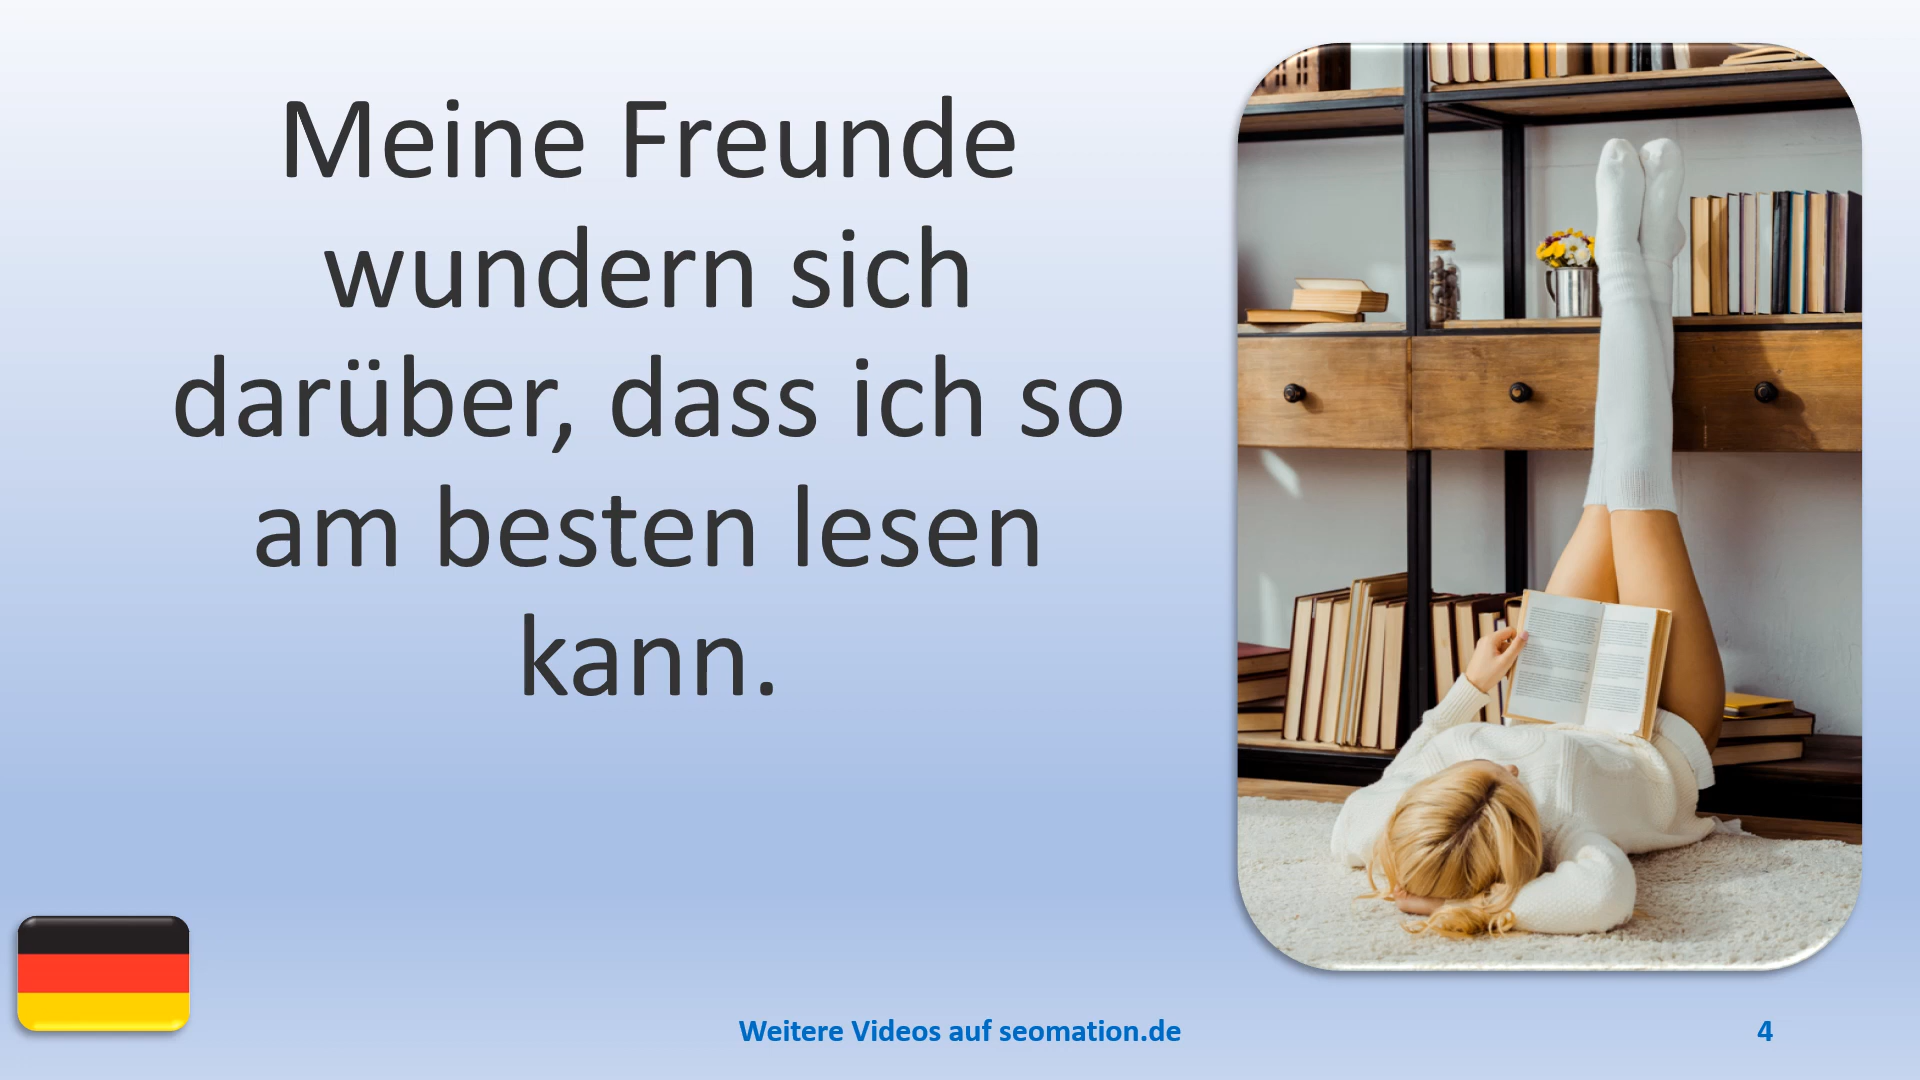 Meine Freunde
wundern sich
darüber, dass ich so
am besten lesen
kann.
Weitere Videos auf seomation.de
4